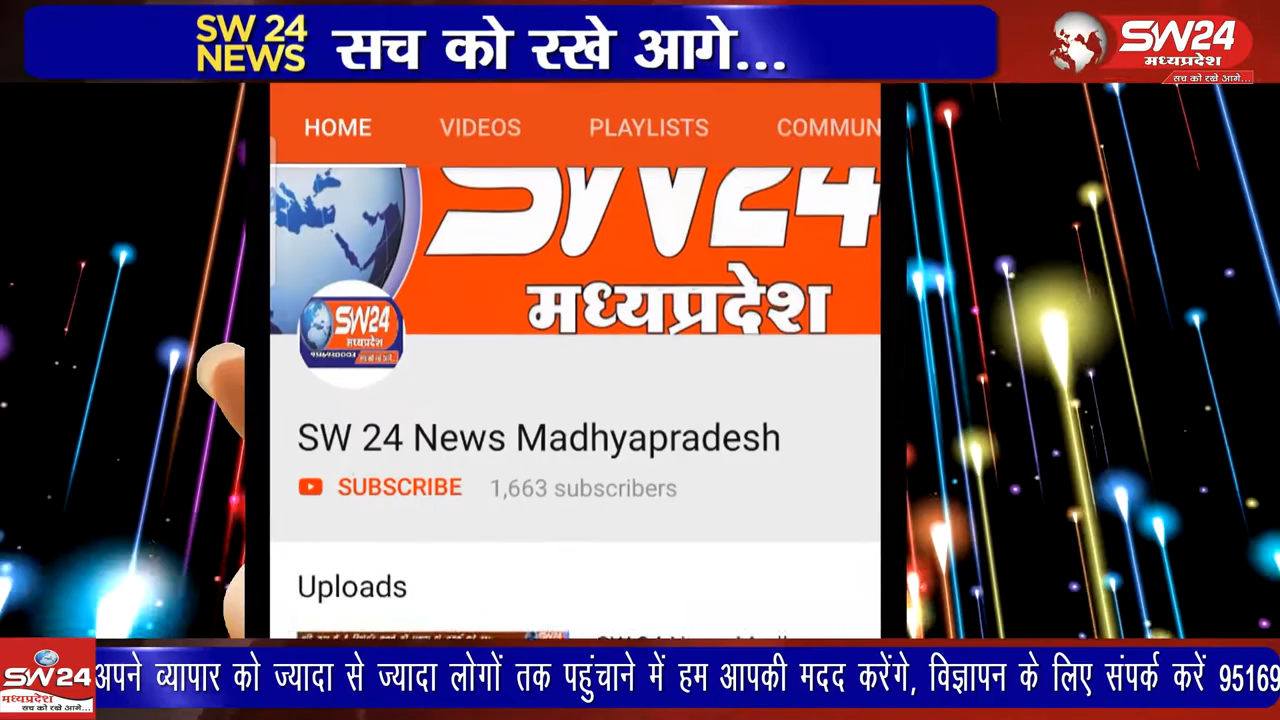 SW 24
NEWS
सच को रखे आगे...
SW24
मध्यप्रदेश
सच को रखे आगे...
HOME VIDEOS PLAYLISTS COMMUN
SW24
मध्यप्रदेश
SW24
मध्यप्रदेश
SW 24 News Madhyapradesh
SUBSCRIBE 1,663 subscribers
Uploads
SW24
मध्यप्रदेश
सच को रखे आगे...
अपने व्यापार को ज्यादा से ज्यादा लोगों तक पहुंचाने में हम आपकी मदद करेंगे, विज्ञापन के लिए संपर्क करें 95169